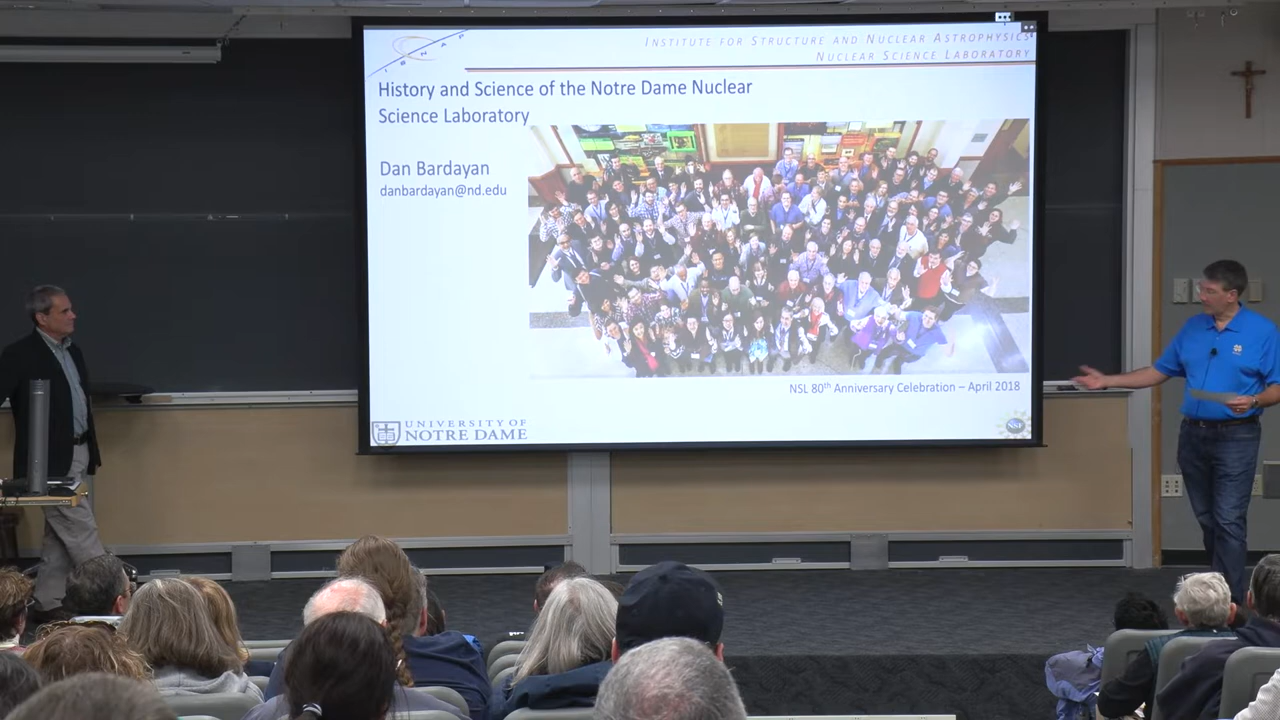 INSTITUTE FOR STRUCTURE AND NUCLEAR ASTROPHYSICS
NUCLEAR SCIENCE LABORATORY
History and Science of the Notre Dame Nuclear
Science Laboratory
Dan Bardayan
danbardayan@nd.edu
NSL 80th Anniversary Celebration – April 2018
UNIVERSITY OF
NOTRE DAME
NSF